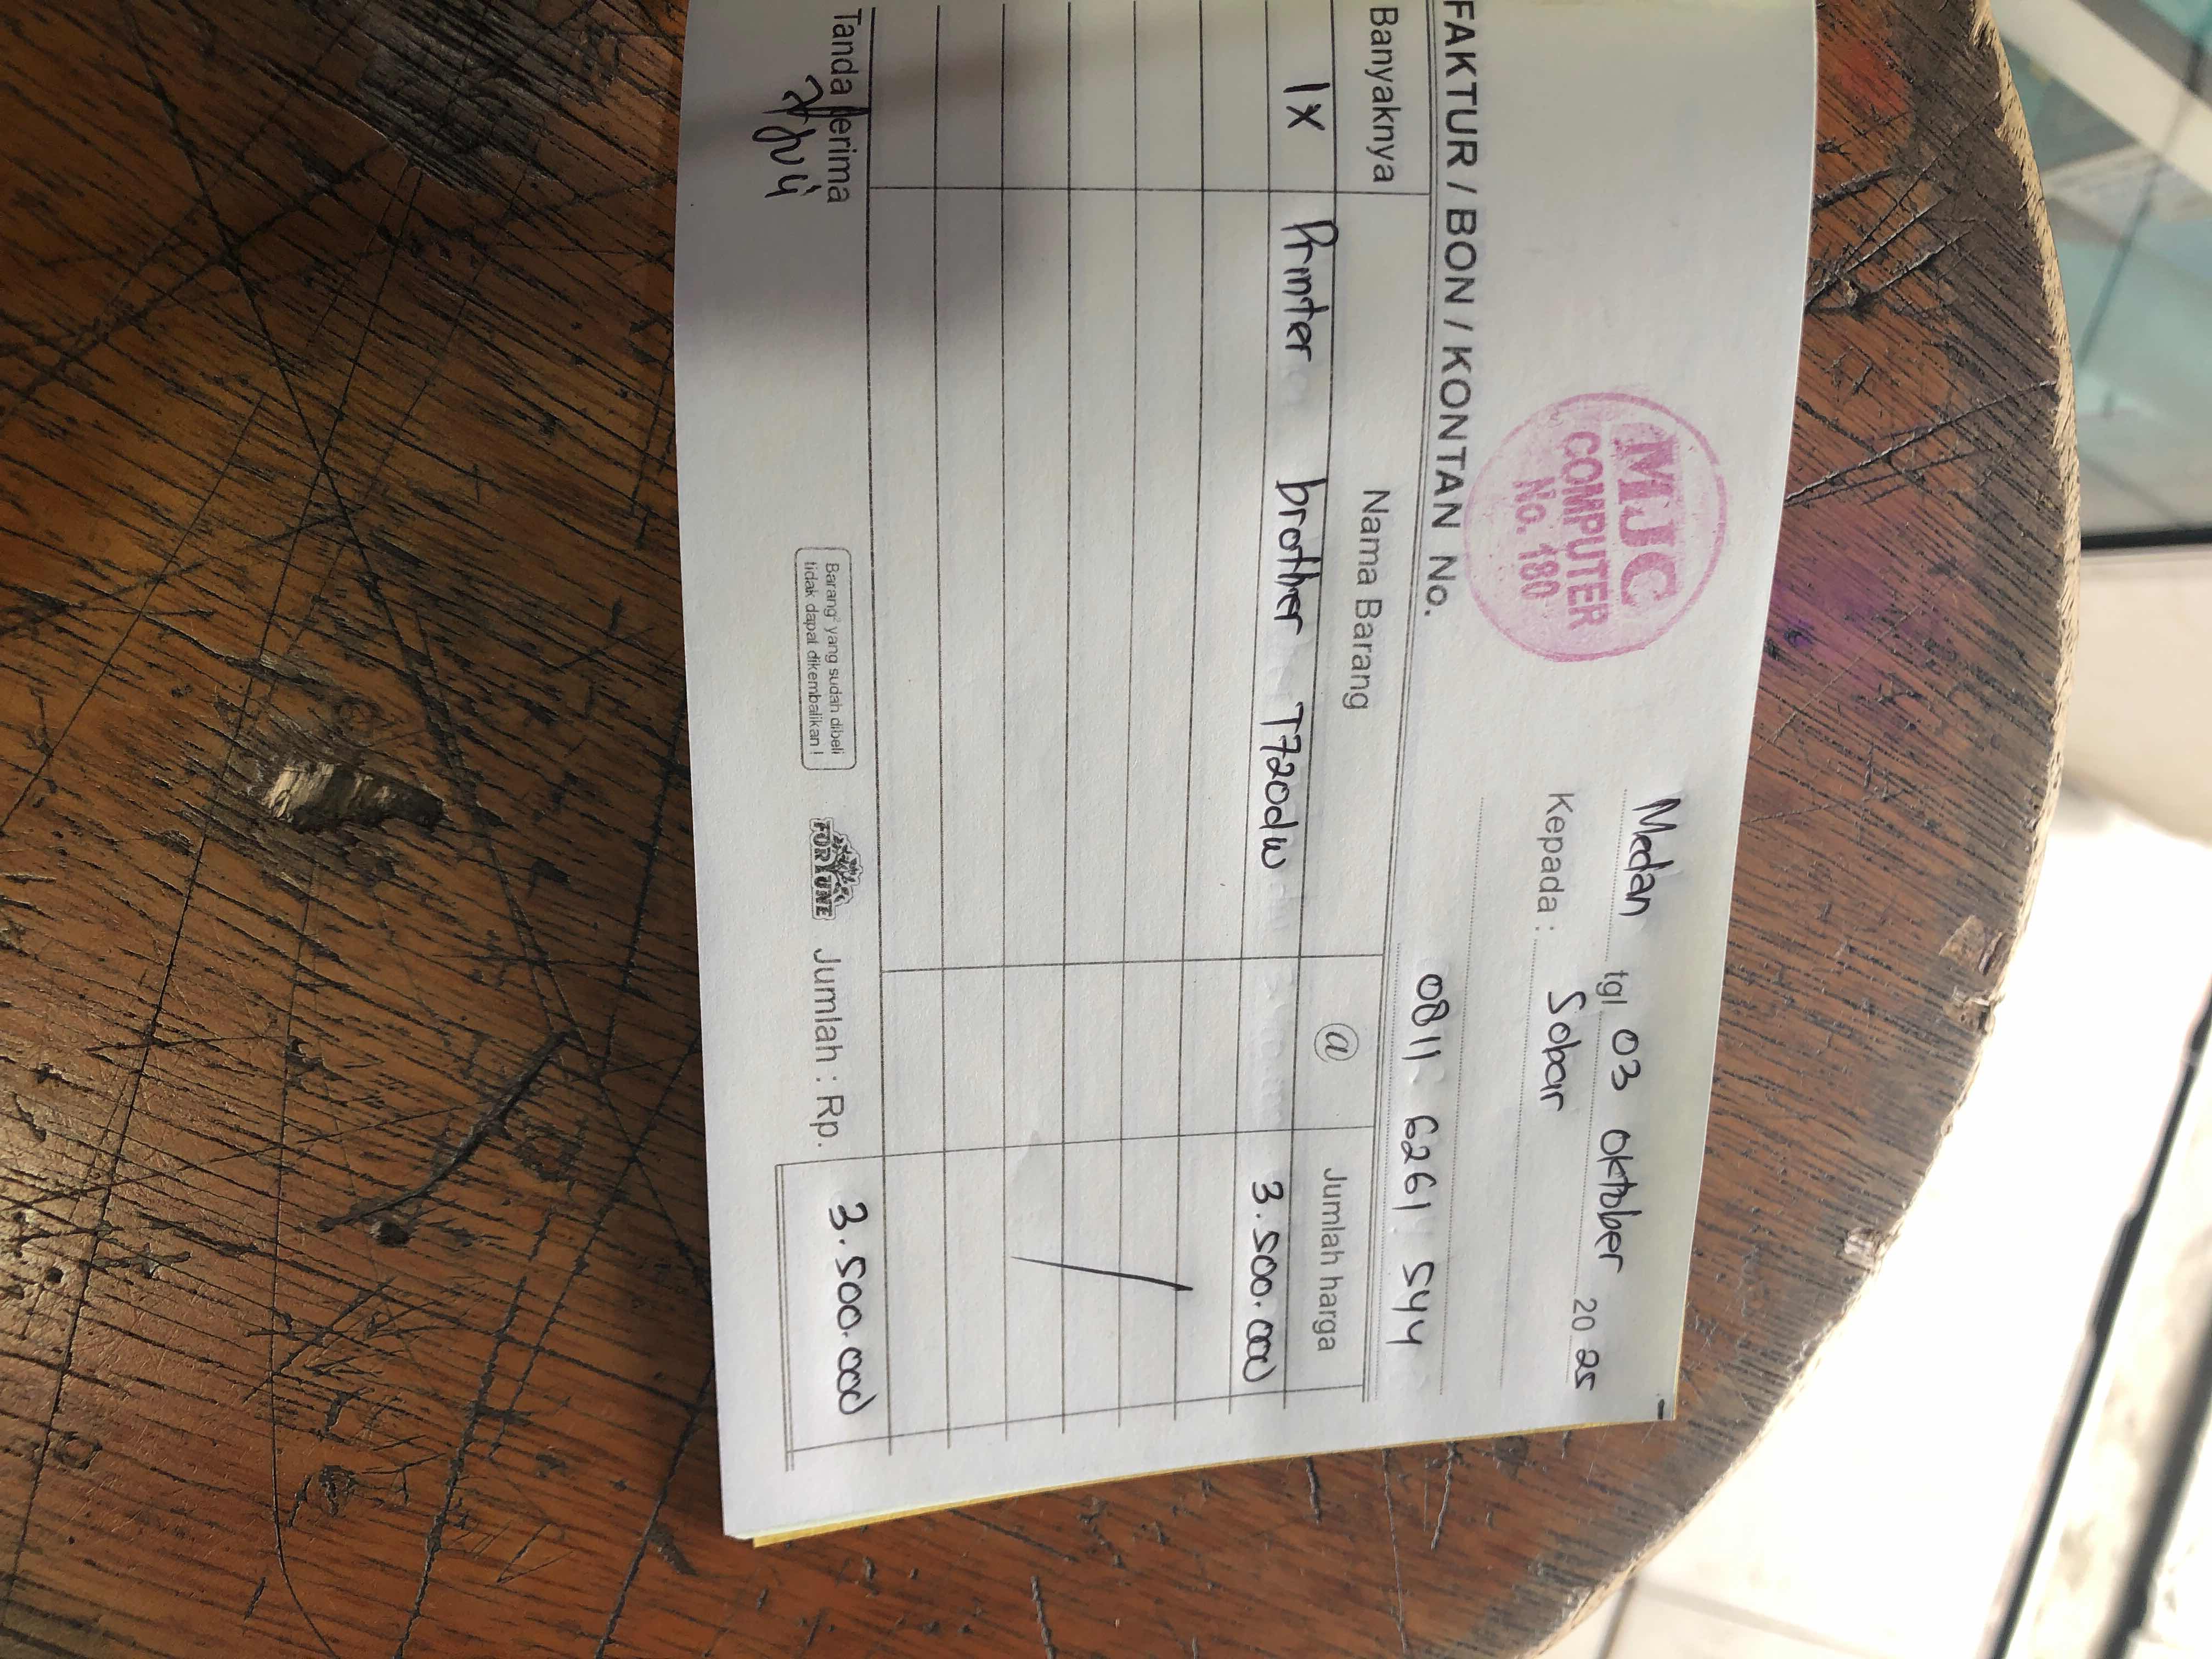 MJC
COMPUTER
No. 180
Medan tgl 03 Oktober 20 25
Kepada : Sobar
0811 6261 544
FAKTUR / BON / KONTAN No.
Banyaknya Nama Barang @ Jumlah harga
1x Printer brother T720dw 3.500.000
Tanda terima
Barang² yang sudah dibeli
tidak dapat dikembalikan !
FORTUNE
Jumlah : Rp. 3.500.000